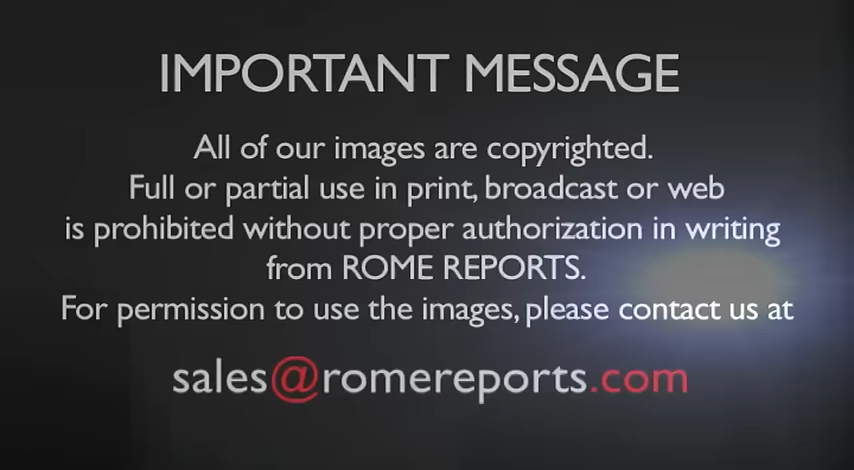 IMPORTANT MESSAGE
All of our images are copyrighted.
Full or partial use in print, broadcast or web
is prohibited without proper authorization in writing
from ROME REPORTS.
For permission to use the images, please contact us at
sales@romereports.com